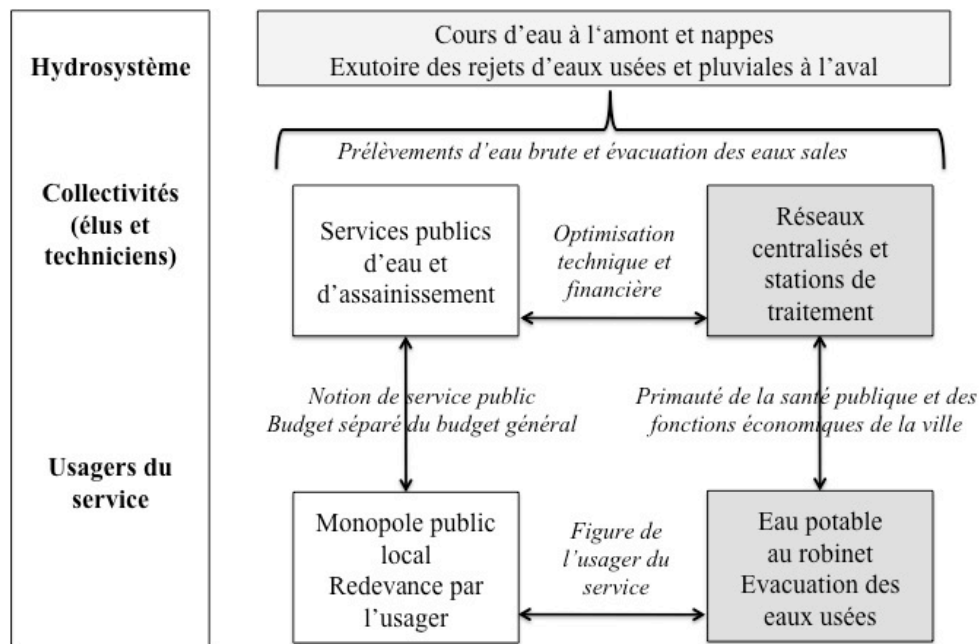 Hydrosystème
Cours d'eau à l'amont et nappes
Exutoire des rejets d'eaux usées et pluviales à l'aval
Prélèvements d'eau brute et évacuation des eaux sales
Collectivités
(élus et
techniciens)
Services publics
d'eau et
d'assainissement
Optimisation
technique et
financière
Réseaux
centralisés et
stations de
traitement
Notion de service public
Budget séparé du budget général
Primauté de la santé publique et des
fonctions économiques de la ville
Usagers du
service
Monopole public
local
Redevance par
l'usager
Figure de
l'usager du
service
Eau potable
au robinet
Evacuation des
eaux usées